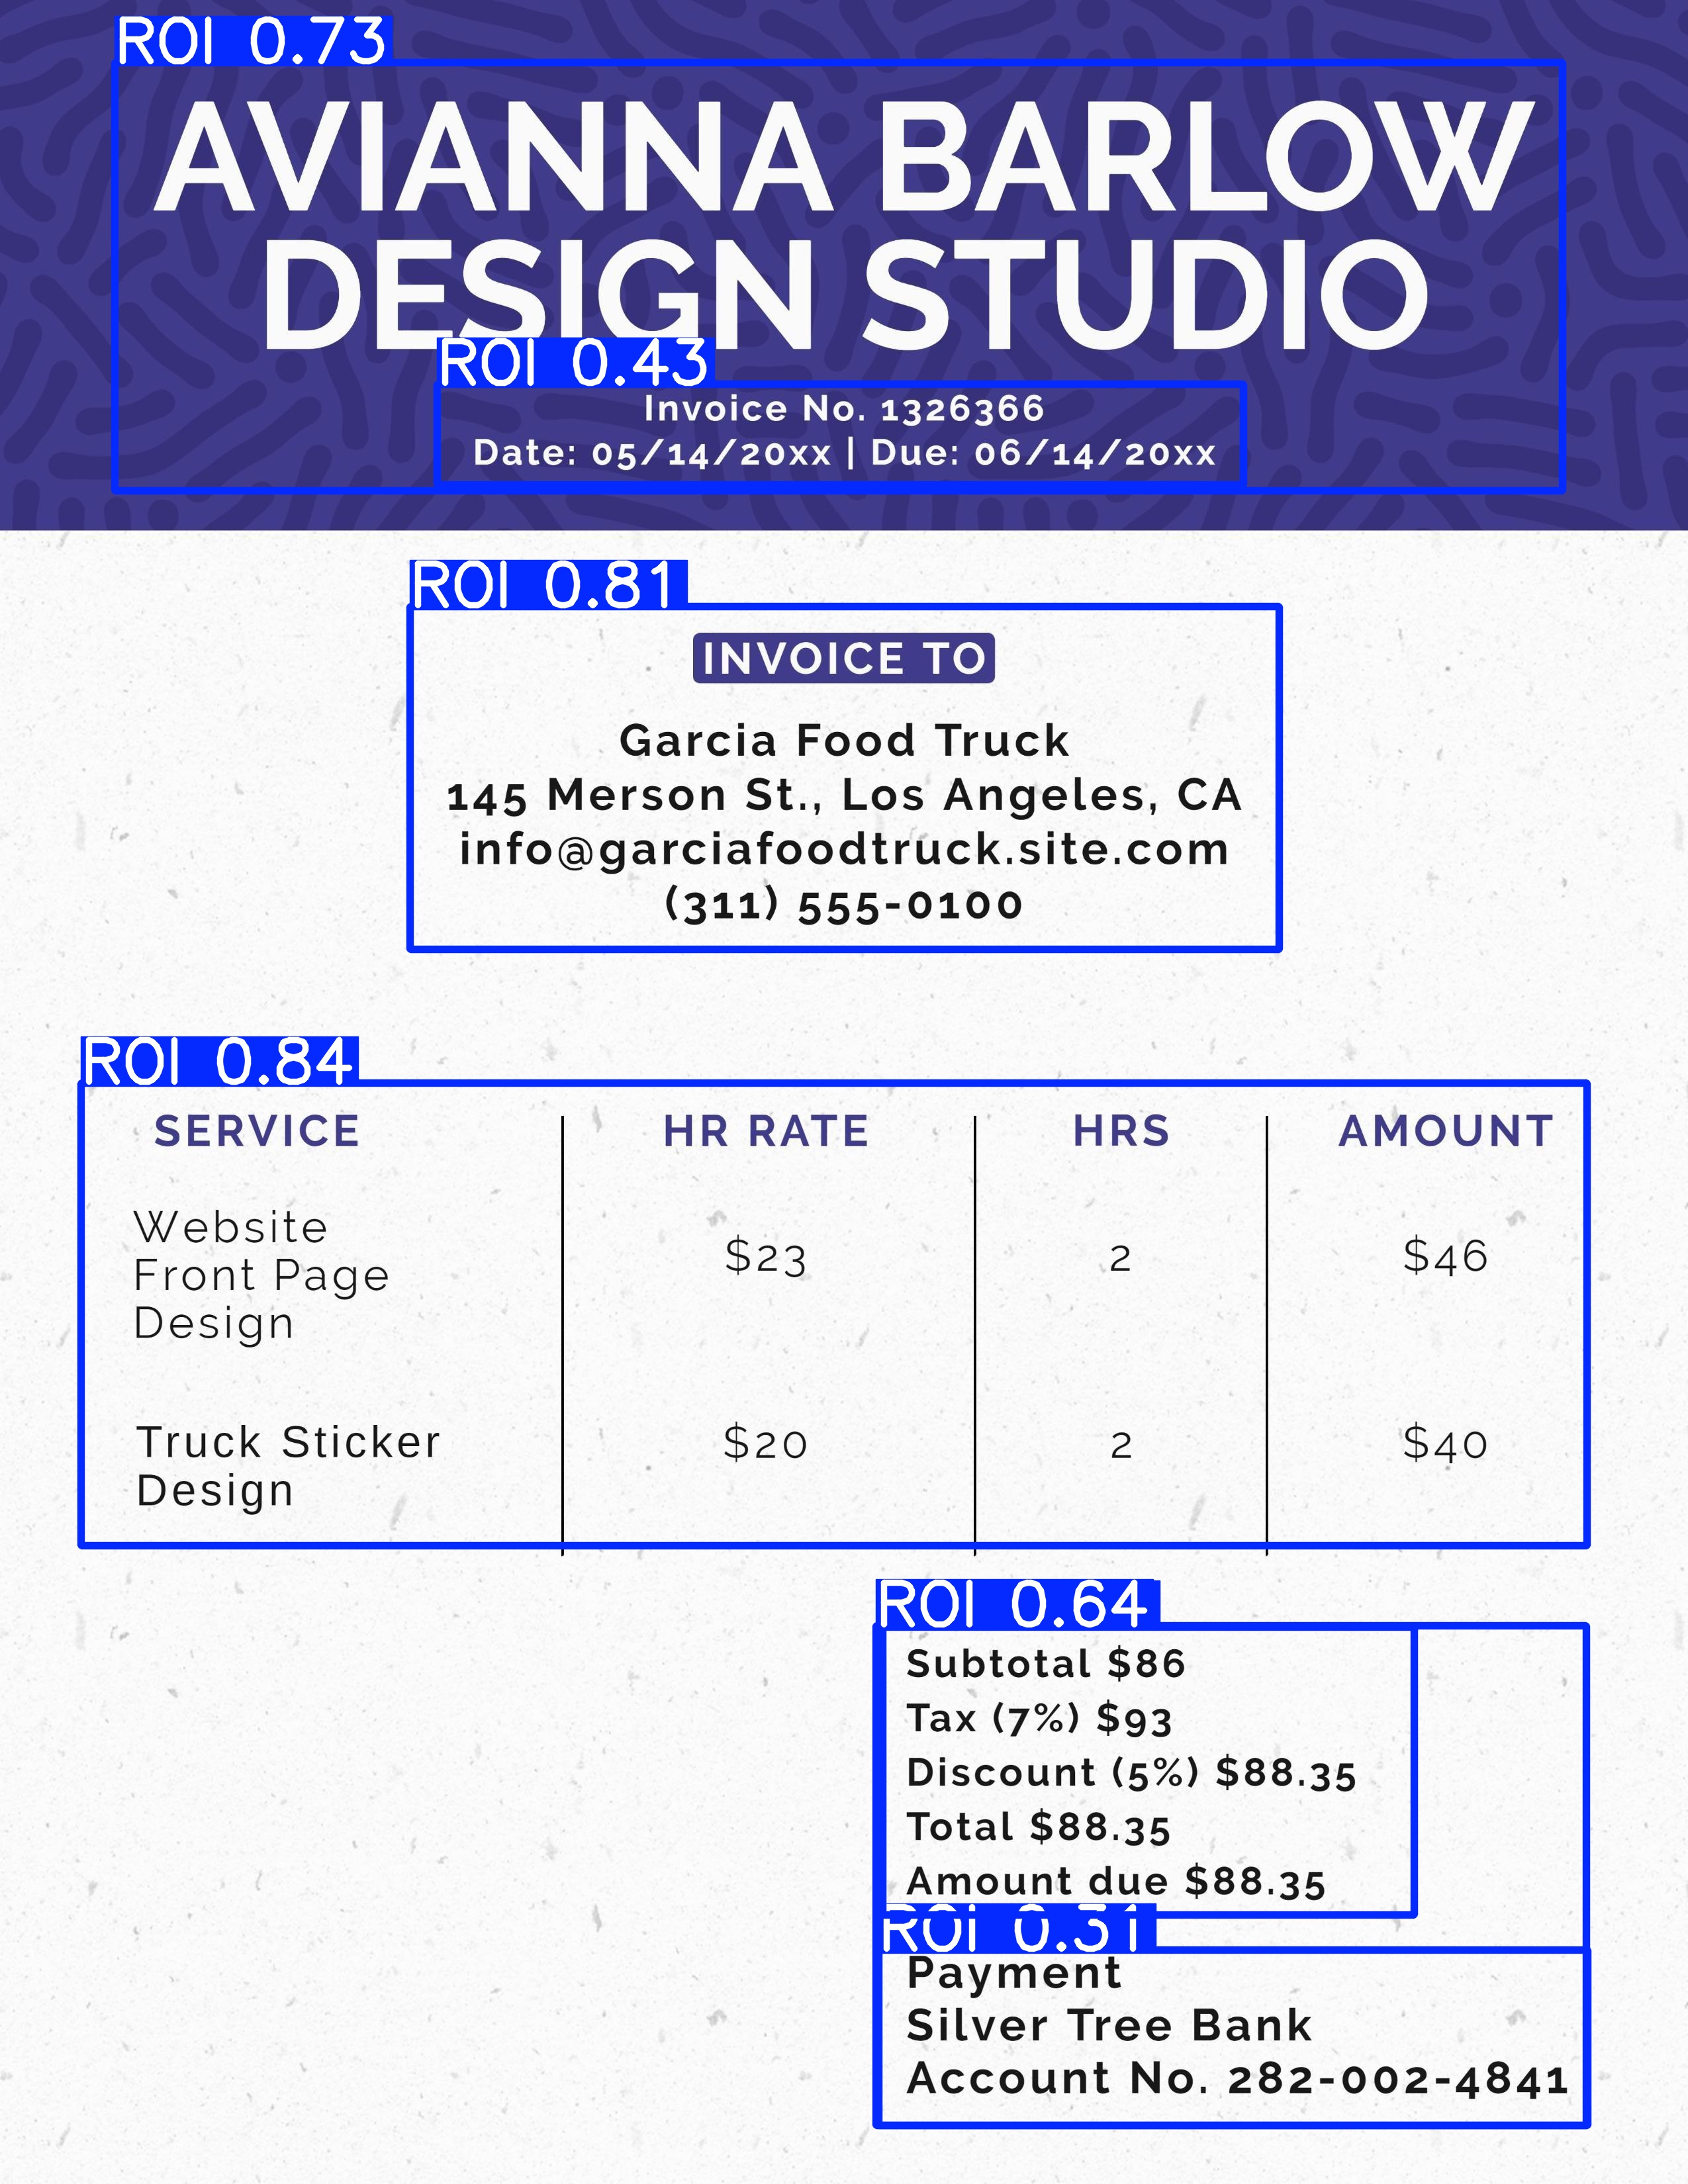 ROI 0.73
AVIANNA BARLOW
DESIGN STUDIO
ROI 0.43
Invoice No. 1326366
Date: 05/14/20xx | Due: 06/14/20xx
ROI 0.81
INVOICE TO
Garcia Food Truck
145 Merson St., Los Angeles, CA
info@garciafoodtruck.site.com
(311) 555-0100
ROI 0.84
SERVICE HR RATE HRS AMOUNT
Website
Front Page
Design
$23 2 $46
Truck Sticker
Design
$20 2 $40
ROI 0.64
Subtotal $86
Tax (7%) $93
Discount (5%) $88.35
Total $88.35
Amount due $88.35
ROI 0.31
Payment
Silver Tree Bank
Account No. 282-002-4841